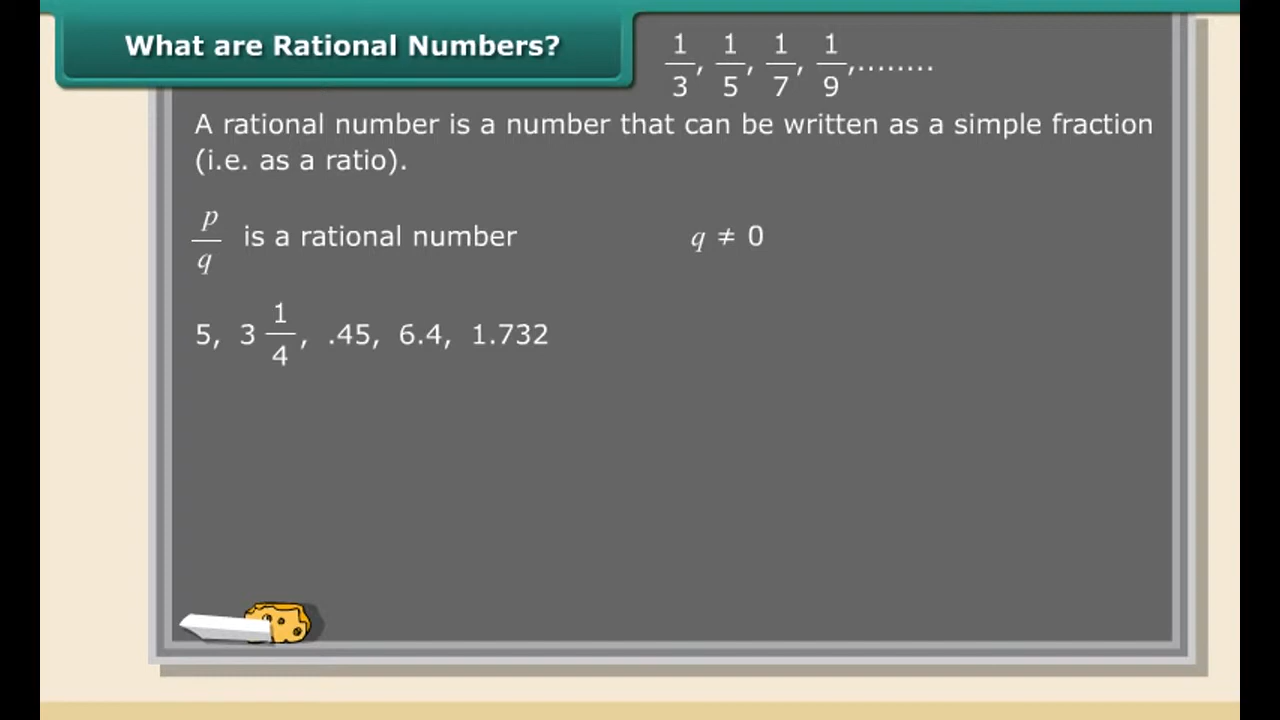 What are Rational Numbers?
1/3, 1/5, 1/7, 1/9,........
A rational number is a number that can be written as a simple fraction
(i.e. as a ratio).
p/q is a rational number
q ≠ 0
5, 3 1/4, .45, 6.4, 1.732